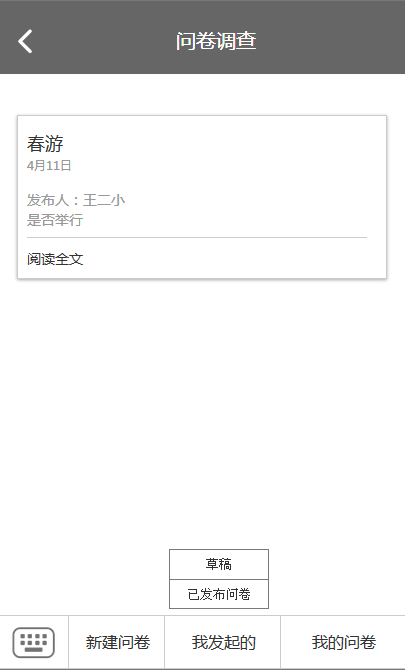 问卷调查
春游
4月11日
发布人：王二小
是否举行
阅读全文
草稿
已发布问卷
新建问卷
我发起的
我的问卷